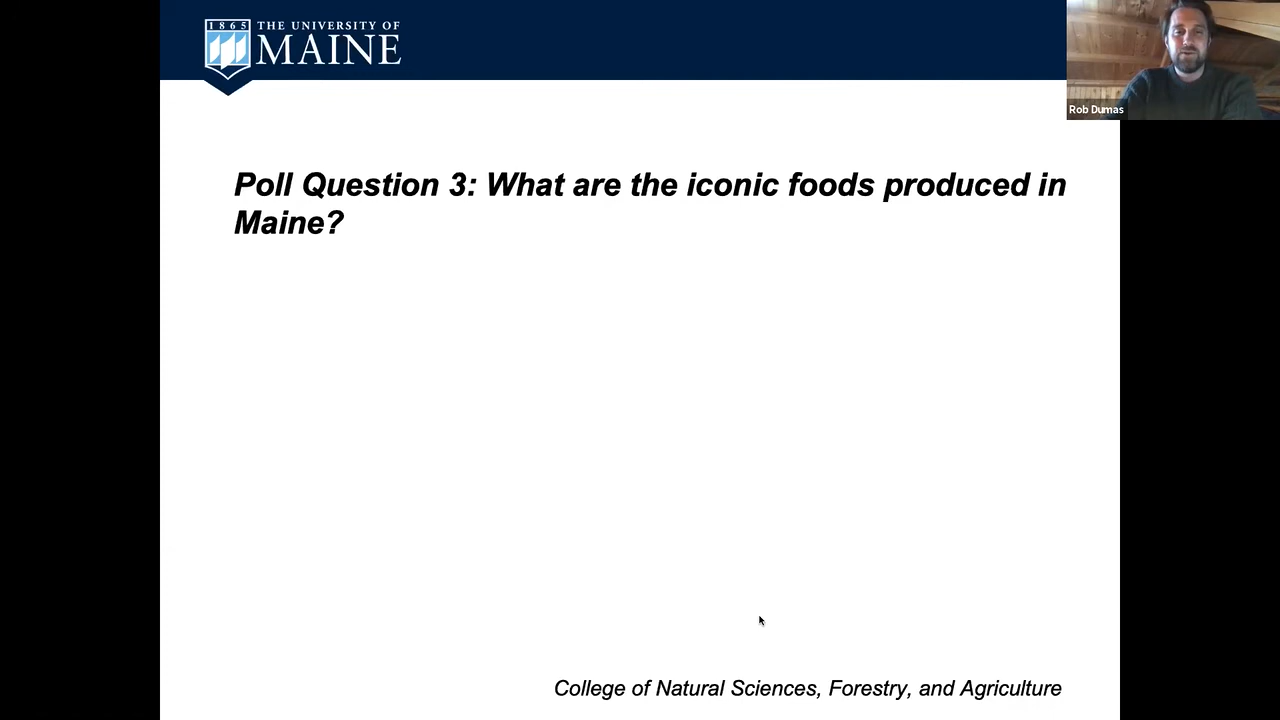 1865
THE UNIVERSITY OF
MAINE
Rob Dumas
Poll Question 3: What are the iconic foods produced in
Maine?
College of Natural Sciences, Forestry, and Agriculture